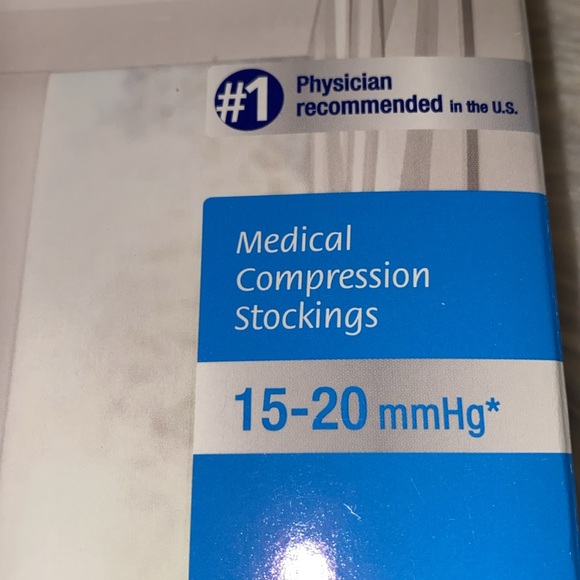 #1
Physician
recommended in the U.S.
Medical
Compression
Stockings
15-20 mmHg*